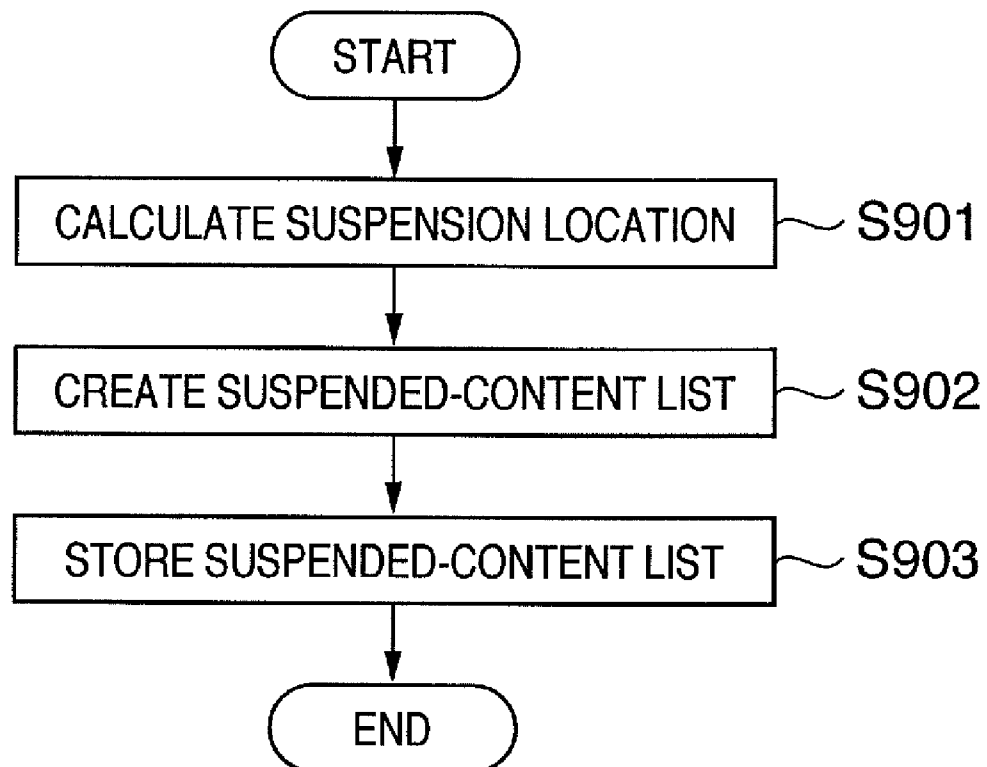 START
CALCULATE SUSPENSION LOCATION S901
CREATE SUSPENDED-CONTENT LIST S902
STORE SUSPENDED-CONTENT LIST S903
END